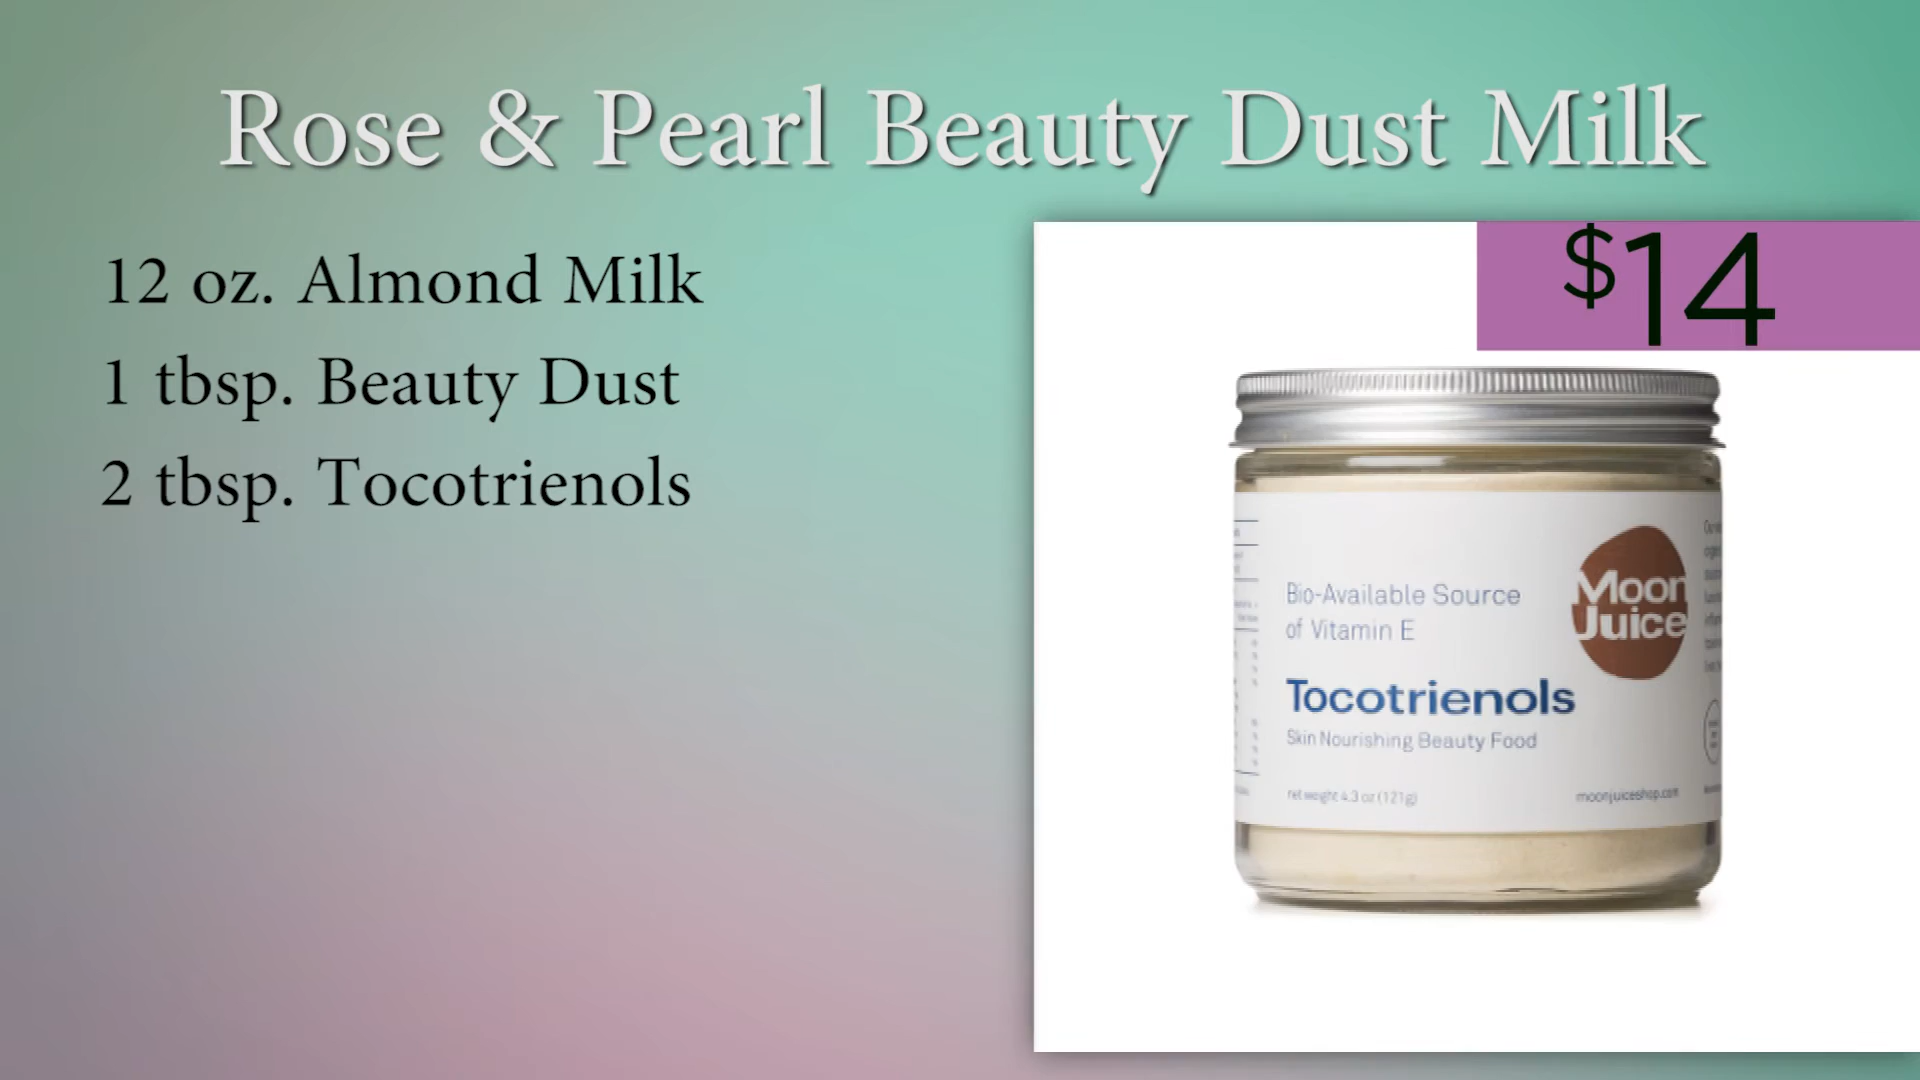 Rose & Pearl Beauty Dust Milk
12 oz. Almond Milk
1 tbsp. Beauty Dust
2 tbsp. Tocotrienols
$14
Bio-Available Source
of Vitamin E
Moon
Juice
Tocotrienols
Skin Nourishing Beauty Food
net weight 4.3 oz (121g)
moonjuiceshop.com